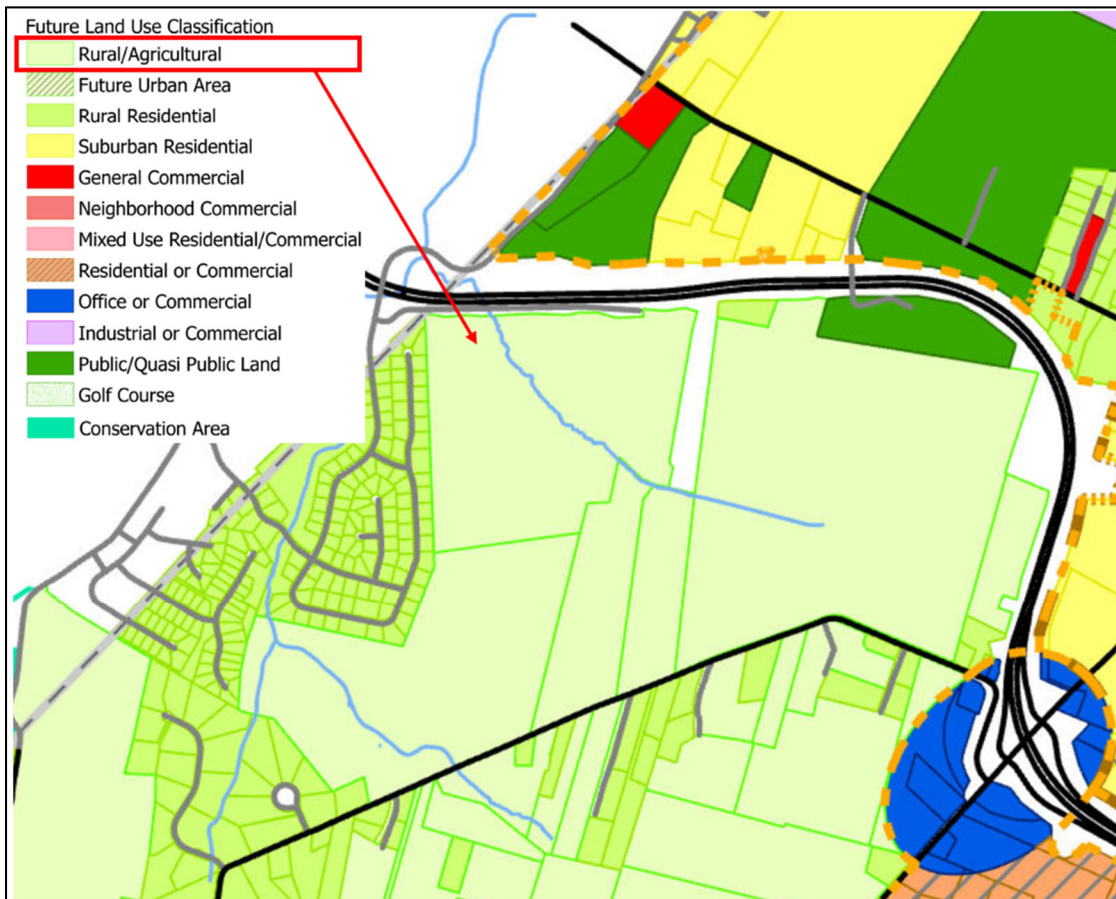 Future Land Use Classification
Rural/Agricultural
Future Urban Area
Rural Residential
Suburban Residential
General Commercial
Neighborhood Commercial
Mixed Use Residential/Commercial
Residential or Commercial
Office or Commercial
Industrial or Commercial
Public/Quasi Public Land
Golf Course
Conservation Area